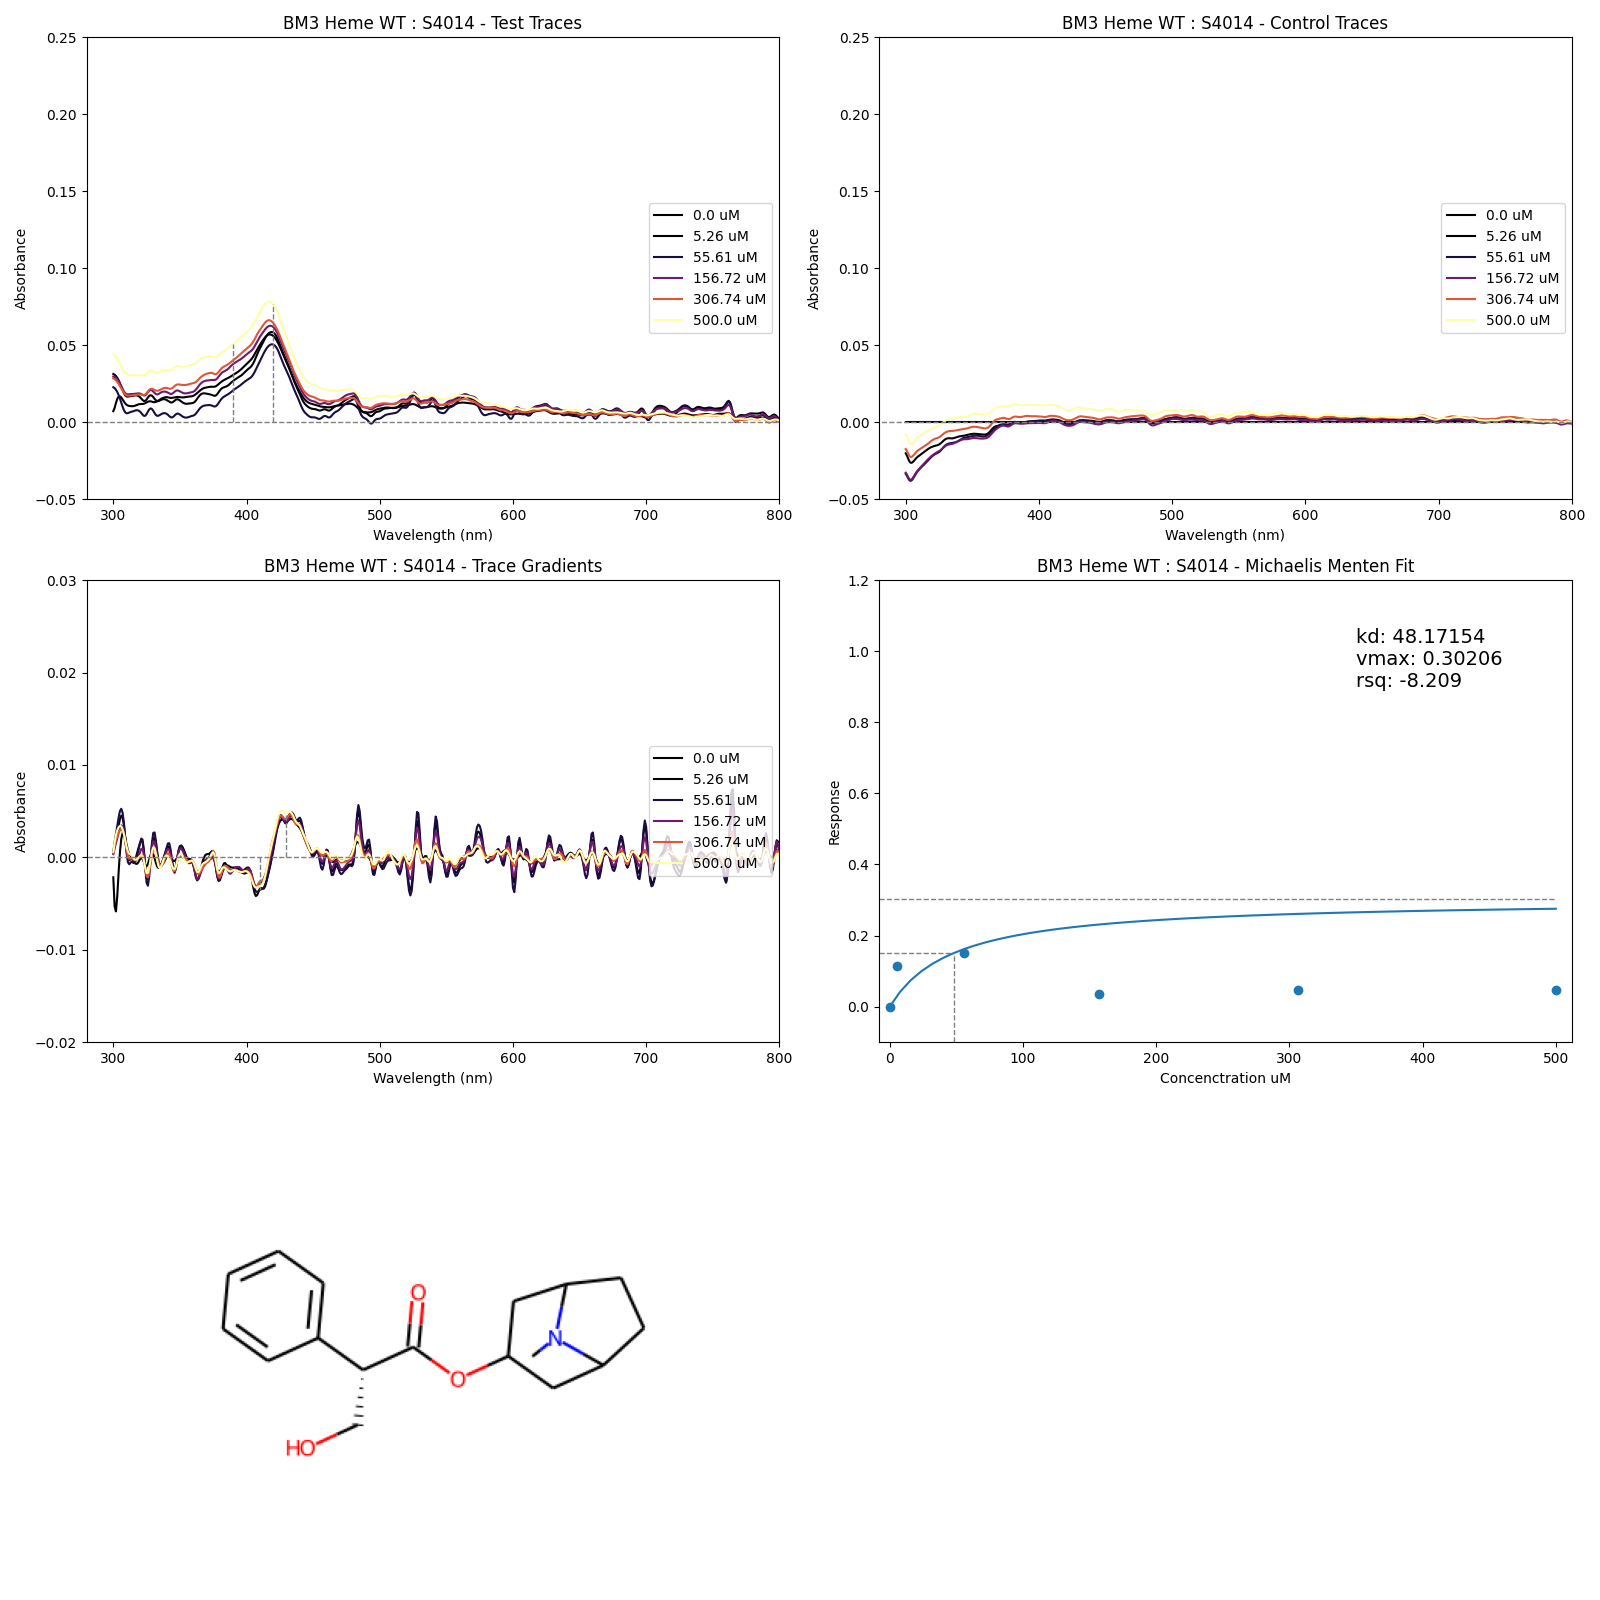 BM3 Heme WT : S4014 - Test Traces
0.25
0.20
0.15
0.10
0.05
0.00
−0.05
Absorbance
300 400 500 600 700 800
Wavelength (nm)
0.0 uM
5.26 uM
55.61 uM
156.72 uM
306.74 uM
500.0 uM
BM3 Heme WT : S4014 - Control Traces
0.25
0.20
0.15
0.10
0.05
0.00
−0.05
Absorbance
300 400 500 600 700 800
Wavelength (nm)
0.0 uM
5.26 uM
55.61 uM
156.72 uM
306.74 uM
500.0 uM
BM3 Heme WT : S4014 - Trace Gradients
0.03
0.02
0.01
0.00
−0.01
−0.02
Absorbance
300 400 500 600 700 800
Wavelength (nm)
0.0 uM
5.26 uM
55.61 uM
156.72 uM
306.74 uM
500.0 uM
BM3 Heme WT : S4014 - Michaelis Menten Fit
1.2
1.0
0.8
0.6
0.4
0.2
0.0
Response
kd: 48.17154
vmax: 0.30206
rsq: -8.209
0 100 200 300 400 500
Concenctration uM
O
N
O
HO